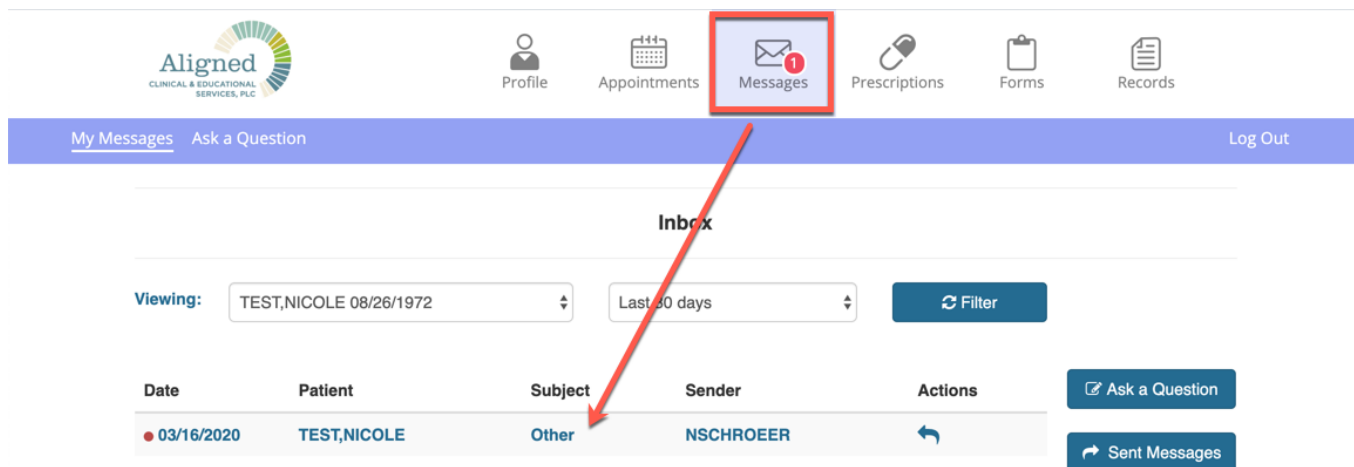 Aligned
CLINICAL & EDUCATIONAL
SERVICES, PLC
Profile
Appointments
1
Messages
Prescriptions
Forms
Records
My Messages Ask a Question Log Out
Inbox
Viewing: TEST,NICOLE 08/26/1972 Last 30 days Filter
Date Patient Subject Sender Actions Ask a Question
03/16/2020 TEST,NICOLE Other NSCHROEER
Sent Messages